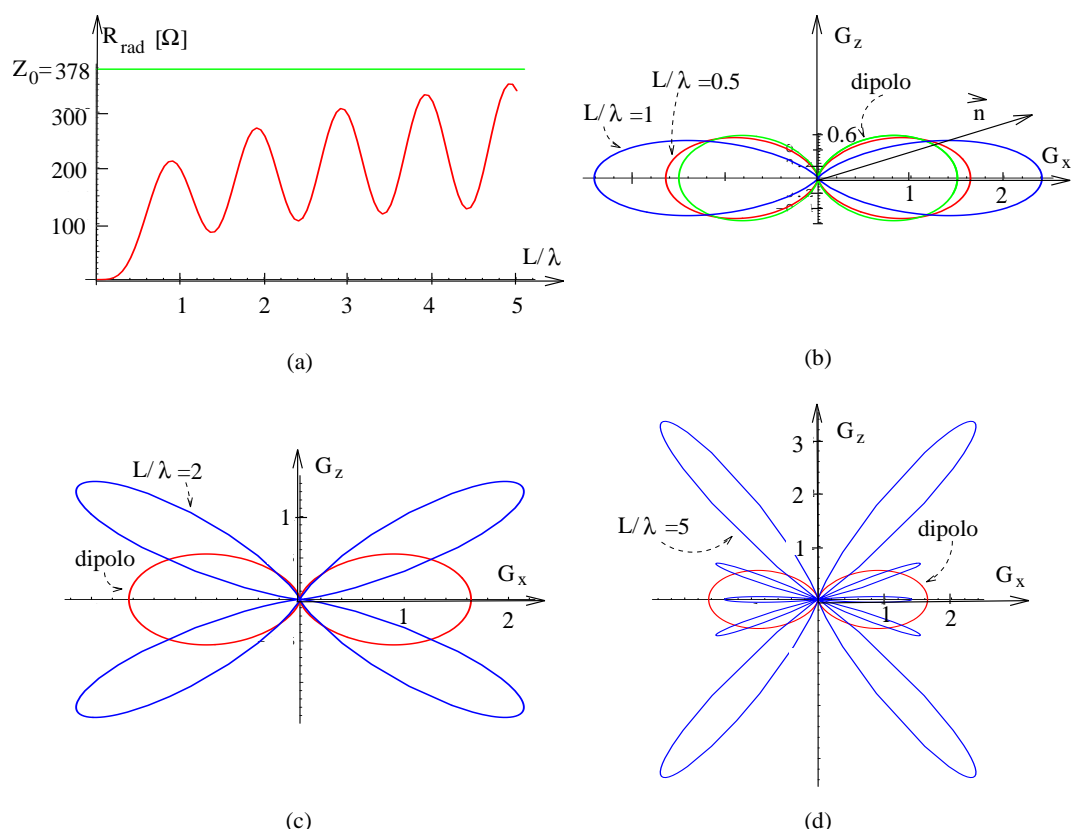 R_rad [Ω]
Z_0=378
300
200
100
L/λ
1 2 3 4 5
(a)
G_z
L/λ=0.5
dipolo
L/λ=1
n⃗
0.6
G_x
1 2
(b)
L/λ=2
G_z
1
dipolo
G_x
1 2
(c)
3
G_z
2
L/λ=5
dipolo
1
G_x
1 2
(d)